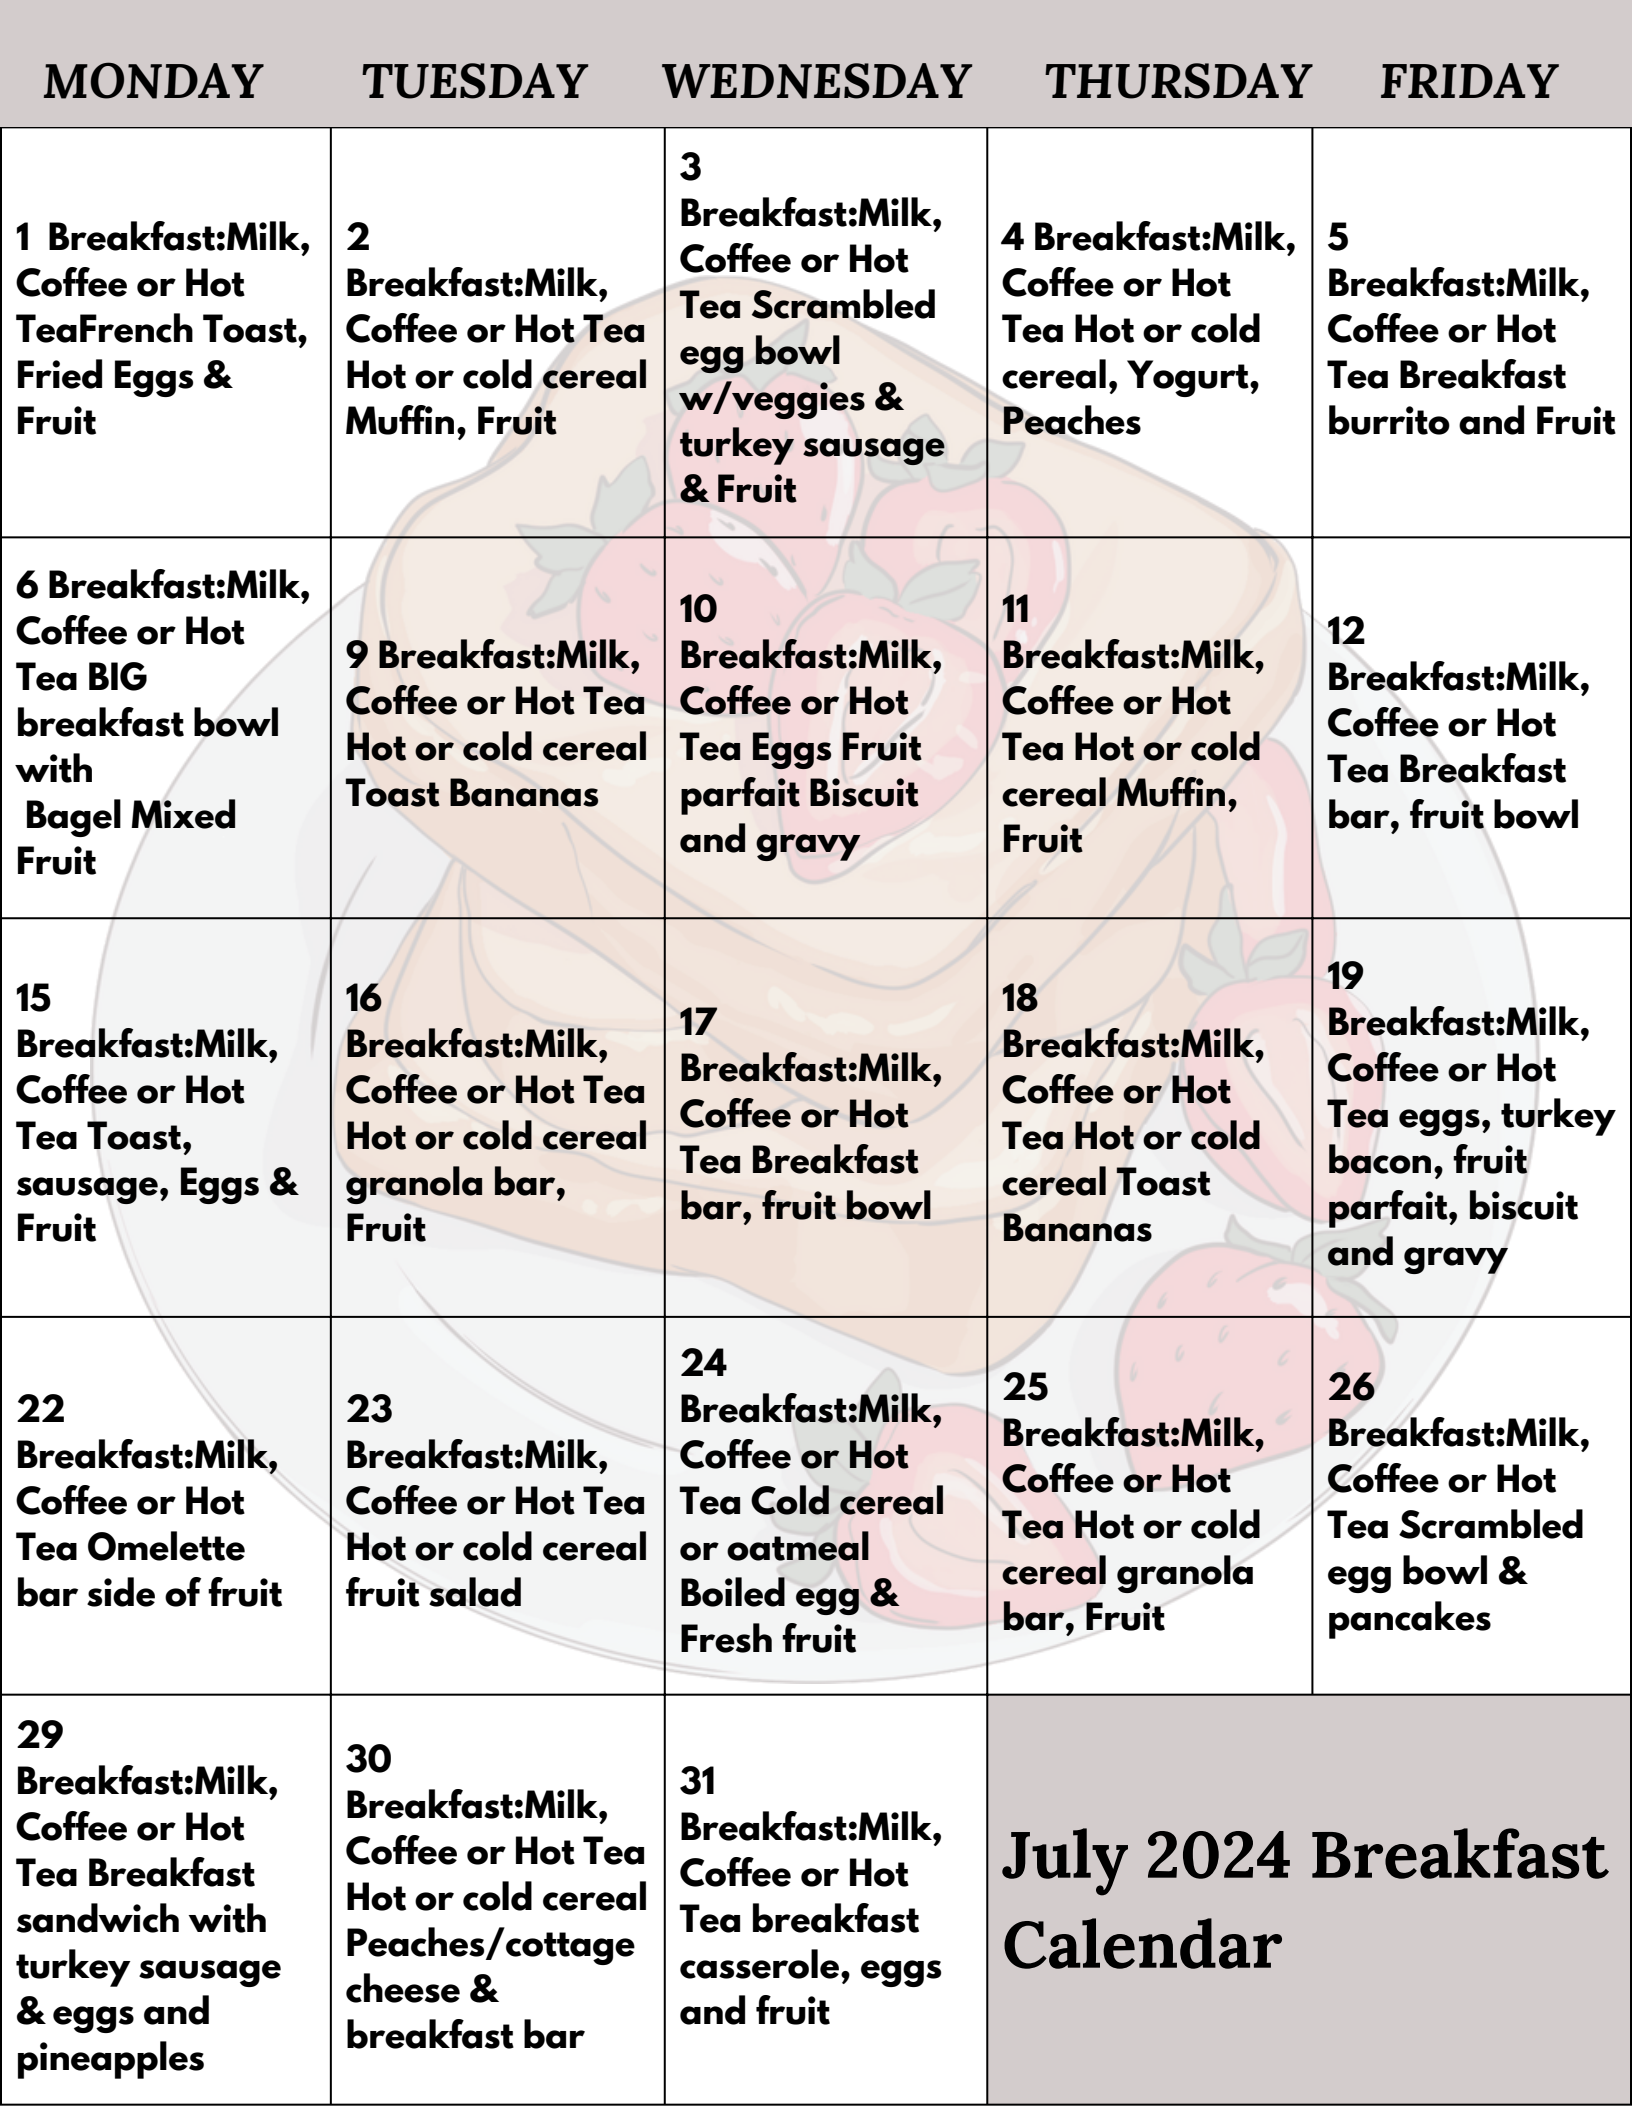 MONDAY TUESDAY WEDNESDAY THURSDAY FRIDAY
1 Breakfast:Milk,
Coffee or Hot
TeaFrench Toast,
Fried Eggs &
Fruit
2
Breakfast:Milk,
Coffee or Hot Tea
Hot or cold cereal
Muffin, Fruit
3
Breakfast:Milk,
Coffee or Hot
Tea Scrambled
egg bowl
w/veggies &
turkey sausage
& Fruit
4 Breakfast:Milk,
Coffee or Hot
Tea Hot or cold
cereal, Yogurt,
Peaches
5
Breakfast:Milk,
Coffee or Hot
Tea Breakfast
burrito and Fruit
6 Breakfast:Milk,
Coffee or Hot
Tea BIG
breakfast bowl
with
Bagel Mixed
Fruit
9 Breakfast:Milk,
Coffee or Hot Tea
Hot or cold cereal
Toast Bananas
10
Breakfast:Milk,
Coffee or Hot
Tea Eggs Fruit
parfait Biscuit
and gravy
11
Breakfast:Milk,
Coffee or Hot
Tea Hot or cold
cereal Muffin,
Fruit
12
Breakfast:Milk,
Coffee or Hot
Tea Breakfast
bar, fruit bowl
15
Breakfast:Milk,
Coffee or Hot
Tea Toast,
sausage, Eggs &
Fruit
16
Breakfast:Milk,
Coffee or Hot Tea
Hot or cold cereal
granola bar,
Fruit
17
Breakfast:Milk,
Coffee or Hot
Tea Breakfast
bar, fruit bowl
18
Breakfast:Milk,
Coffee or Hot
Tea Hot or cold
cereal Toast
Bananas
19
Breakfast:Milk,
Coffee or Hot
Tea eggs, turkey
bacon, fruit
parfait, biscuit
and gravy
22
Breakfast:Milk,
Coffee or Hot
Tea Omelette
bar side of fruit
23
Breakfast:Milk,
Coffee or Hot Tea
Hot or cold cereal
fruit salad
24
Breakfast:Milk,
Coffee or Hot
Tea Cold cereal
or oatmeal
Boiled egg &
Fresh fruit
25
Breakfast:Milk,
Coffee or Hot
Tea Hot or cold
cereal granola
bar, Fruit
26
Breakfast:Milk,
Coffee or Hot
Tea Scrambled
egg bowl &
pancakes
29
Breakfast:Milk,
Coffee or Hot
Tea Breakfast
sandwich with
turkey sausage
& eggs and
pineapples
30
Breakfast:Milk,
Coffee or Hot Tea
Hot or cold cereal
Peaches/cottage
cheese &
breakfast bar
31
Breakfast:Milk,
Coffee or Hot
Tea breakfast
casserole, eggs
and fruit
July 2024 Breakfast
Calendar